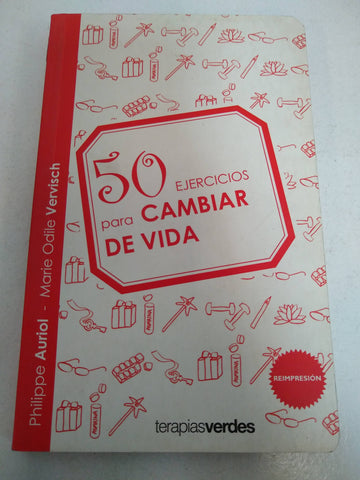 50 EJERCICIOS
para CAMBIAR
DE VIDA
Philippe Auriol - Marie Odile Vervisch
REIMPRESIÓN
terapiasverdes